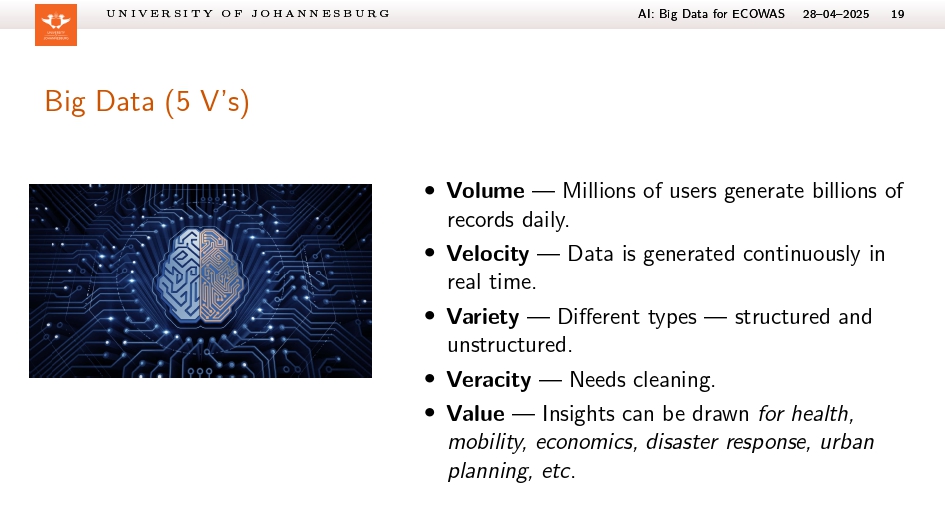 UNIVERSITY OF JOHANNESBURG
AI: Big Data for ECOWAS 28–04–2025 19
UNIVERSITY
JOHANNESBURG
Big Data (5 V's)
• Volume — Millions of users generate billions of
records daily.
• Velocity — Data is generated continuously in
real time.
• Variety — Different types — structured and
unstructured.
• Veracity — Needs cleaning.
• Value — Insights can be drawn for health,
mobility, economics, disaster response, urban
planning, etc.